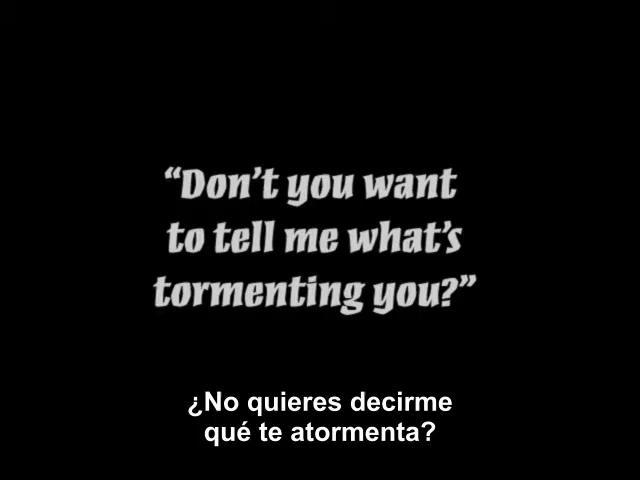 “Don’t you want
to tell me what’s
tormenting you?”
¿No quieres decirme
qué te atormenta?